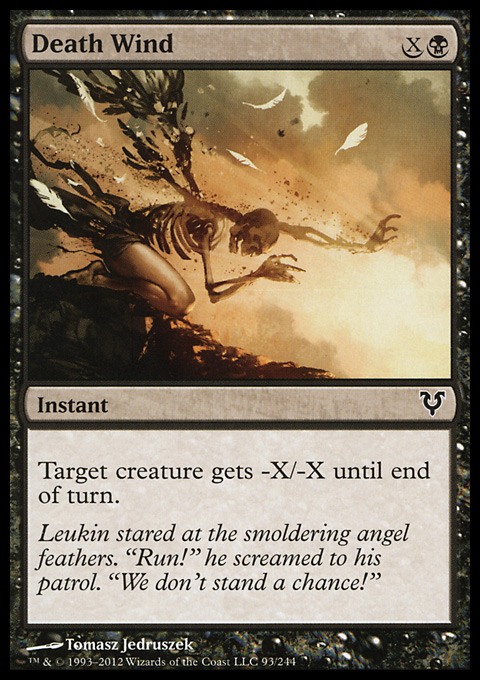 Death Wind X
Instant
Target creature gets -X/-X until end
of turn.
Leukin stared at the smoldering angel
feathers. “Run!” he screamed to his
patrol. “We don’t stand a chance!”
Tomasz Jedruszek
™ & © 1993–2012 Wizards of the Coast LLC 93/244